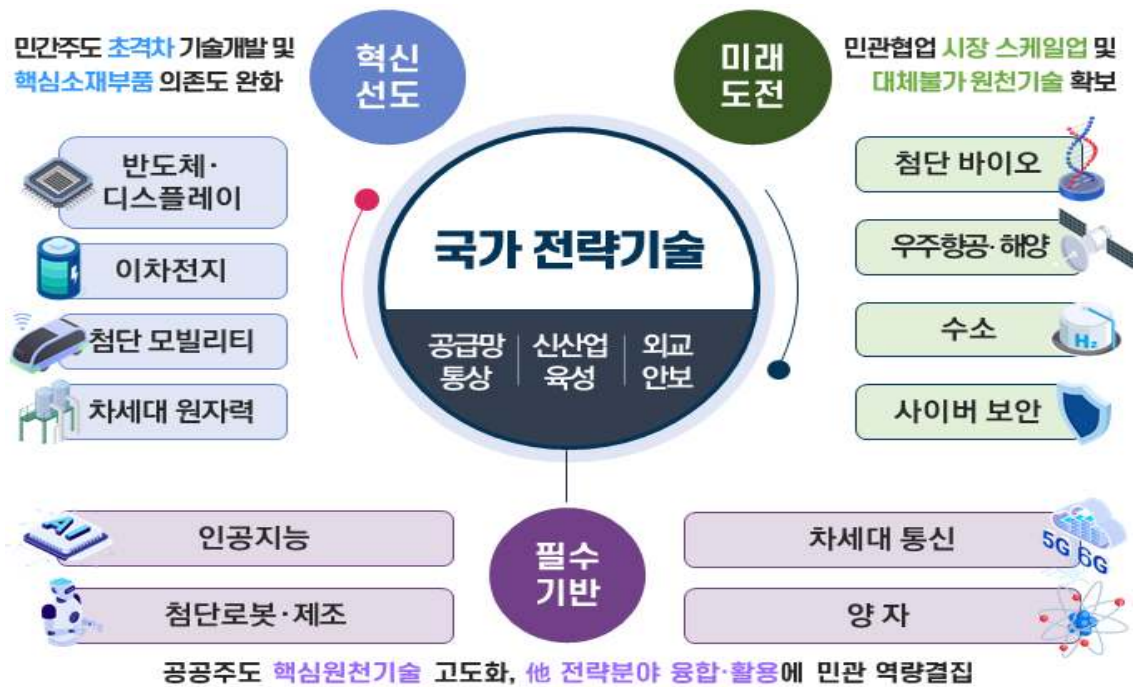 민간주도 초격차 기술개발 및
핵심소재부품 의존도 완화
혁신
선도
미래
도전
민관협업 시장 스케일업 및
대체불가 원천기술 확보
반도체·
디스플레이
이차전지
첨단 모빌리티
차세대 원자력
국가 전략기술
공급망
통상
신산업
육성
외교
안보
첨단 바이오
우주항공·해양
수소
H₂
사이버 보안
AI
인공지능
첨단로봇·제조
필수
기반
차세대 통신
5G 6G
양 자
공공주도 핵심원천기술 고도화, 他 전략분야 융합·활용에 민관 역량결집